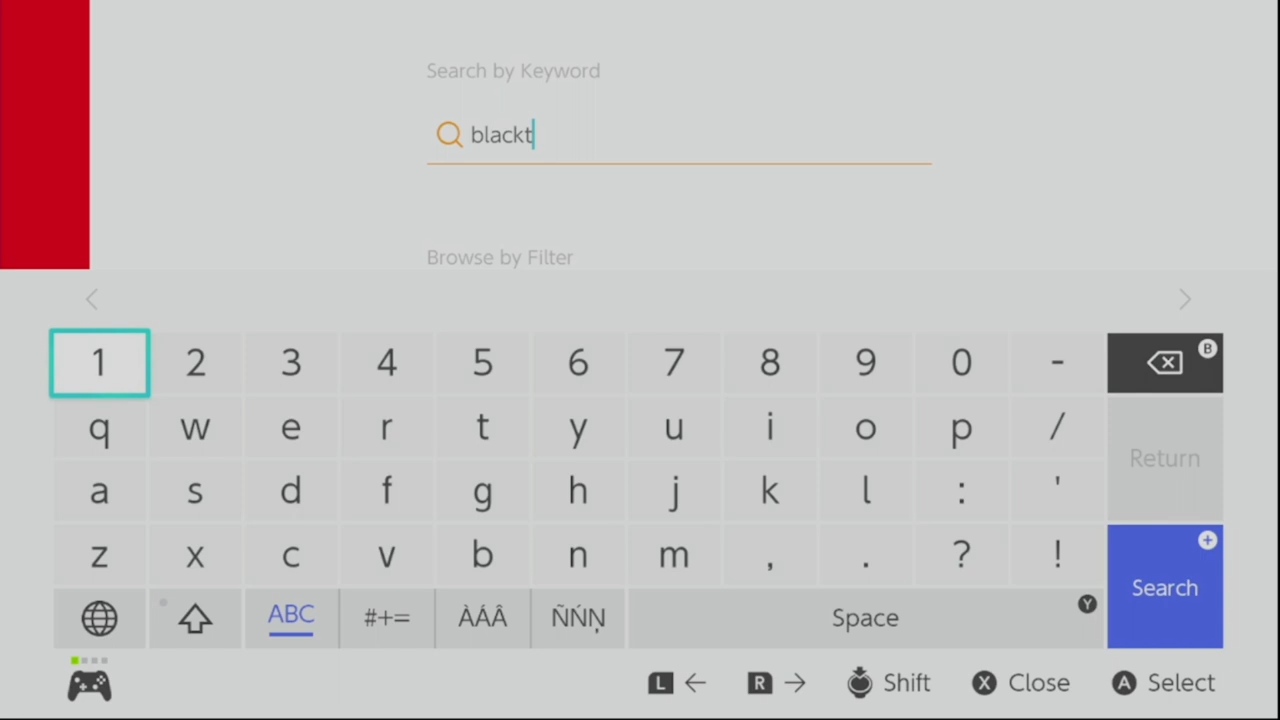 Search by Keyword
blackt
Browse by Filter
1 2 3 4 5 6 7 8 9 0 - B
q w e r t y u i o p / Return
a s d f g h j k l : '
z x c v b n m , . ? ! + Search
ABC #+= ÀÁÂ ÑŃŅ Space Y
L ← R → Shift X Close A Select